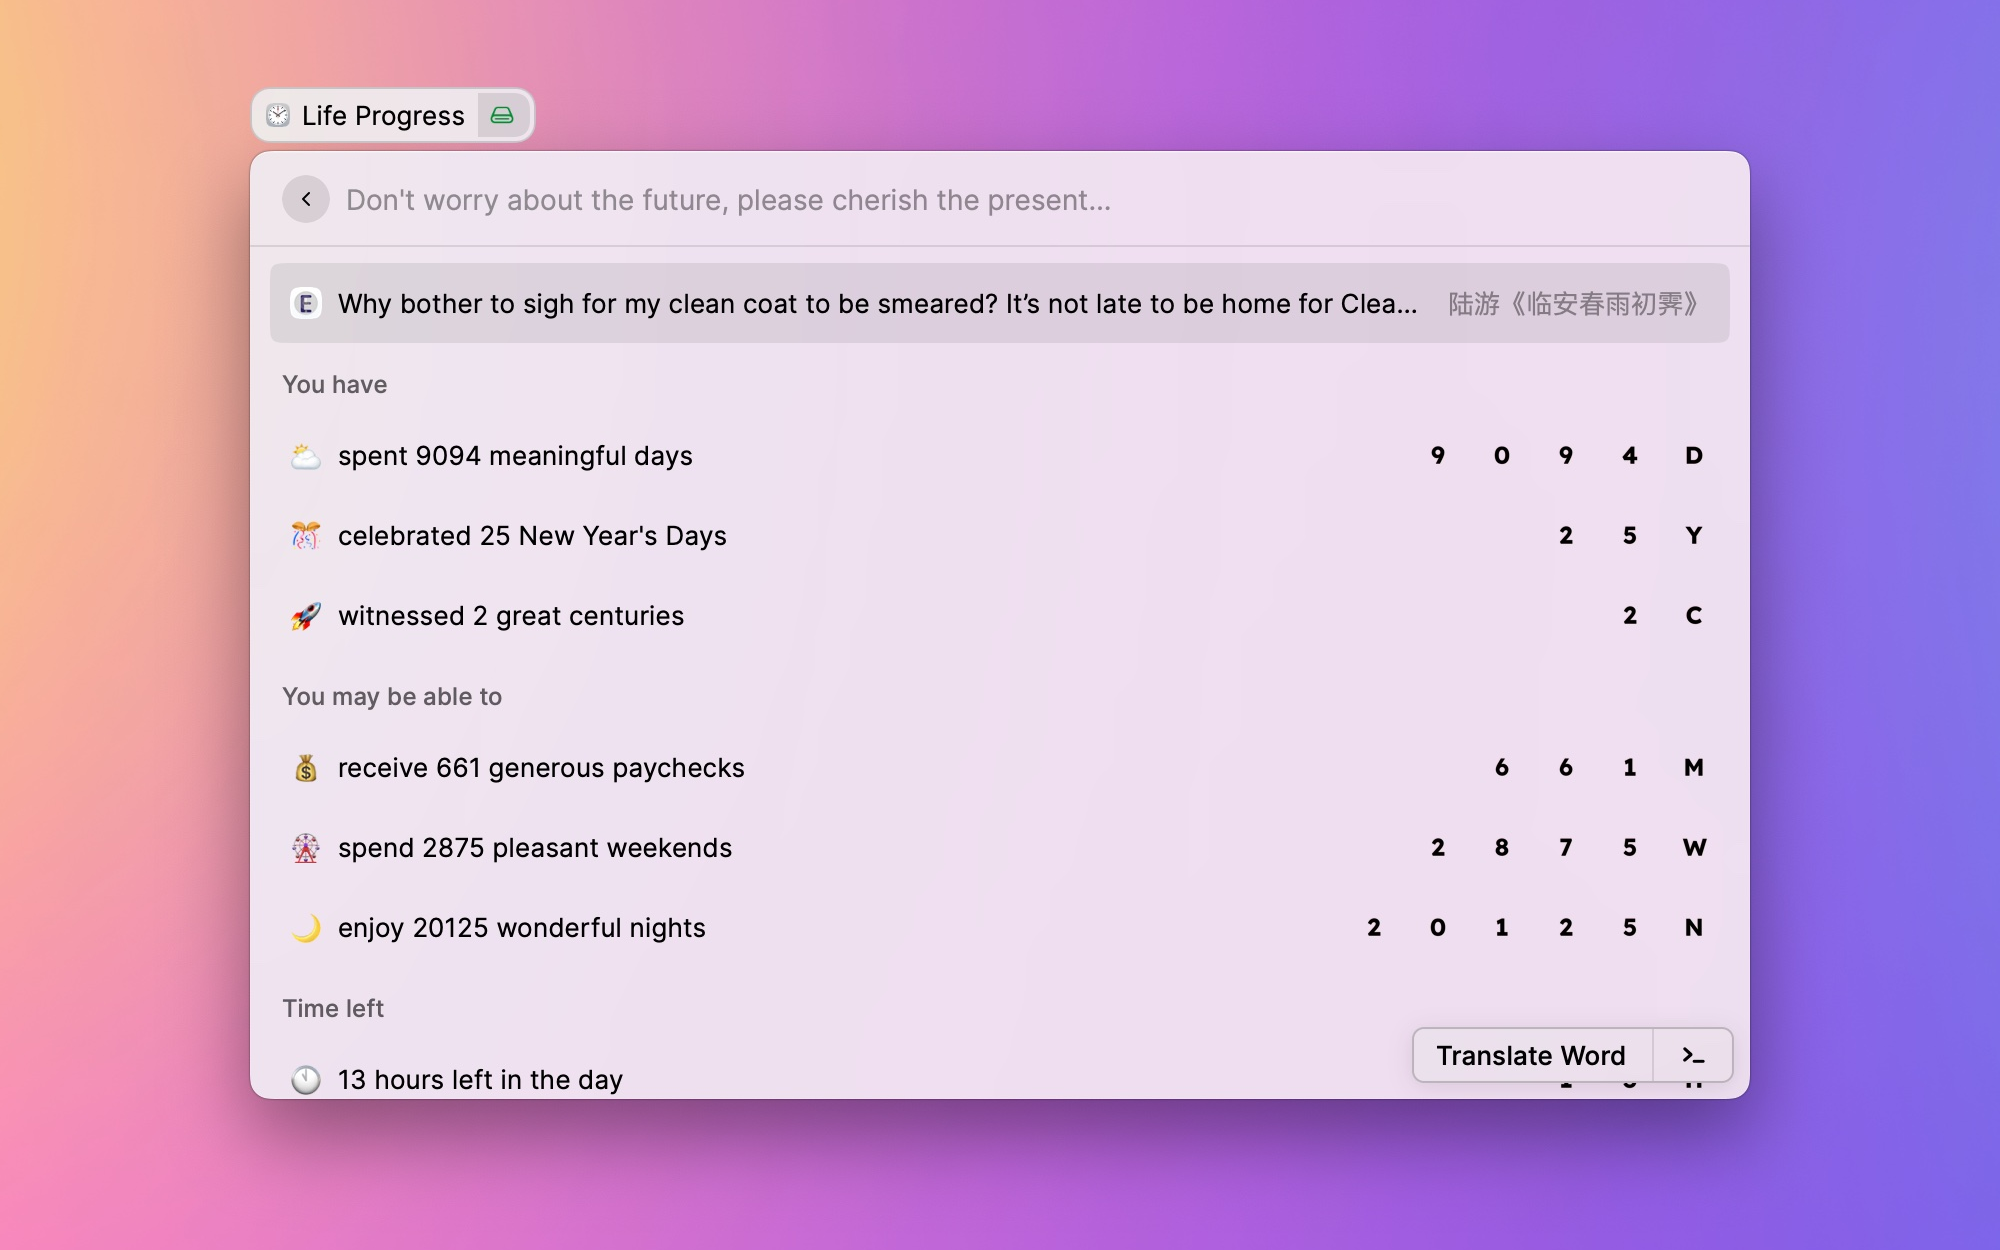 Life Progress
Don't worry about the future, please cherish the present...
E Why bother to sigh for my clean coat to be smeared? It’s not late to be home for Clea... 陆游《临安春雨初霁》
You have
spent 9094 meaningful days 9 0 9 4 D
celebrated 25 New Year's Days 2 5 Y
witnessed 2 great centuries 2 C
You may be able to
receive 661 generous paychecks 6 6 1 M
spend 2875 pleasant weekends 2 8 7 5 W
enjoy 20125 wonderful nights 2 0 1 2 5 N
Time left
Translate Word >_
13 hours left in the day